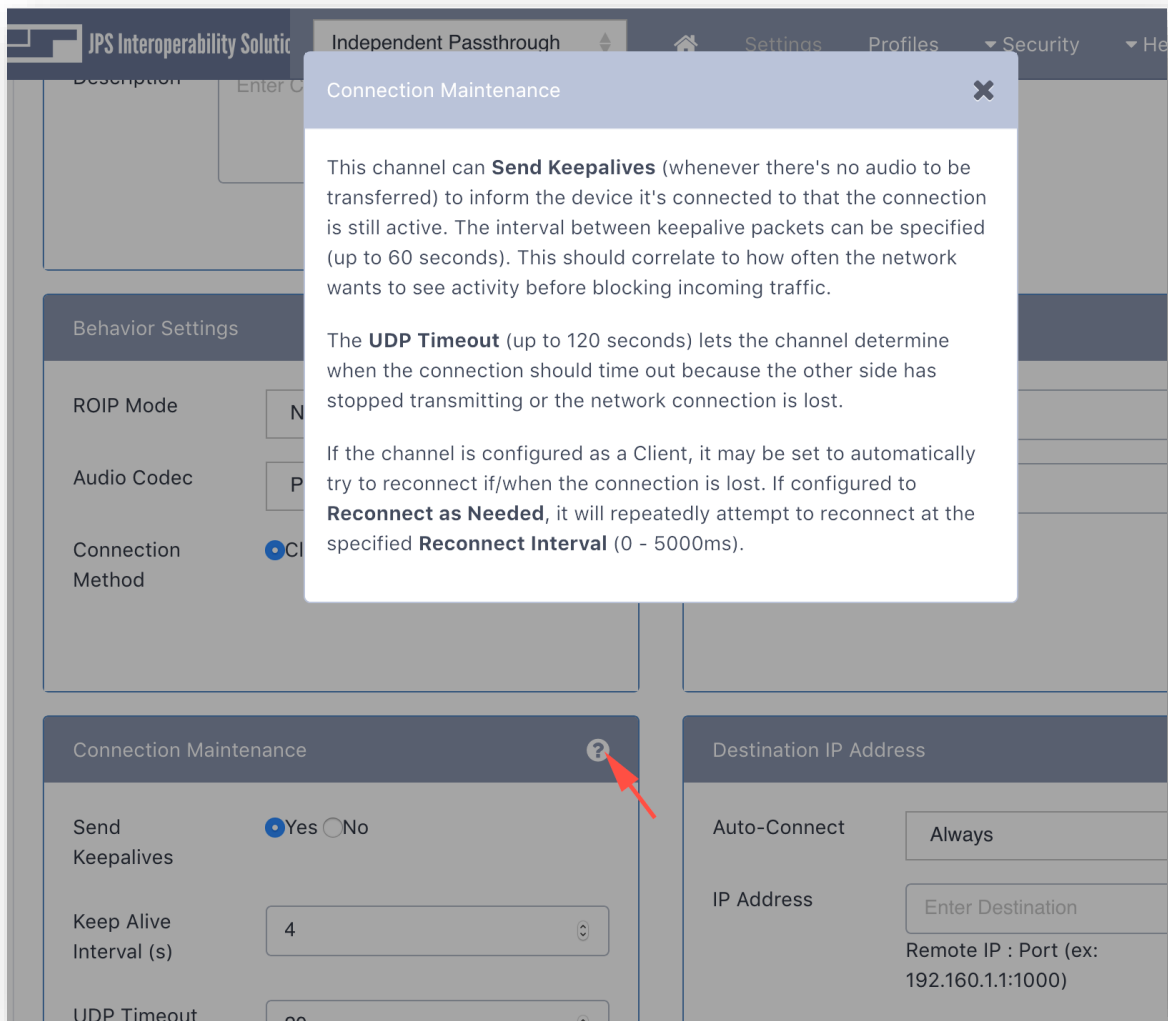 JPS Interoperability
Independent Passthrough
Settings
Profiles
Security
Description
Connection Maintenance
This channel can Send Keepalives (whenever there's no audio to be
transferred) to inform the device it's connected to that the connection
is still active. The interval between keepalive packets can be specified
(up to 60 seconds). This should correlate to how often the network
wants to see activity before blocking incoming traffic.
The UDP Timeout (up to 120 seconds) lets the channel determine
when the connection should time out because the other side has
stopped transmitting or the network connection is lost.
If the channel is configured as a Client, it may be set to automatically
try to reconnect if/when the connection is lost. If configured to
Reconnect as Needed, it will repeatedly attempt to reconnect at the
specified Reconnect Interval (0 - 5000ms).
Behavior Settings
ROIP Mode
Audio Codec
Connection
Method
Connection Maintenance
Send
Keepalives
Yes No
Keep Alive
Interval (s)
4
UDP Timeout
Destination IP Address
Auto-Connect
Always
IP Address
Enter Destination
Remote IP : Port (ex:
192.160.1.1:1000)